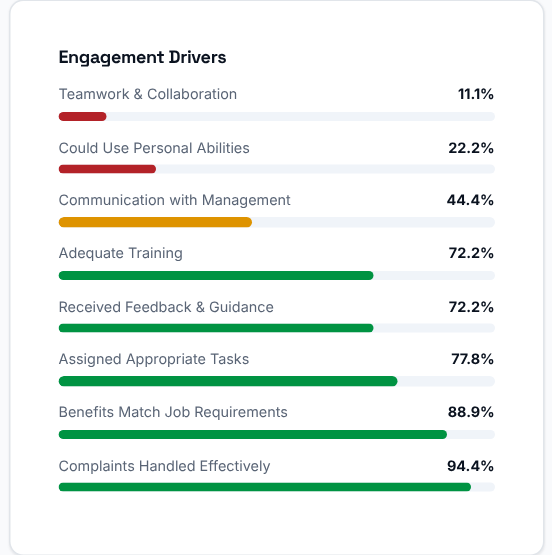 Engagement Drivers
Teamwork & Collaboration 11.1%
Could Use Personal Abilities 22.2%
Communication with Management 44.4%
Adequate Training 72.2%
Received Feedback & Guidance 72.2%
Assigned Appropriate Tasks 77.8%
Benefits Match Job Requirements 88.9%
Complaints Handled Effectively 94.4%